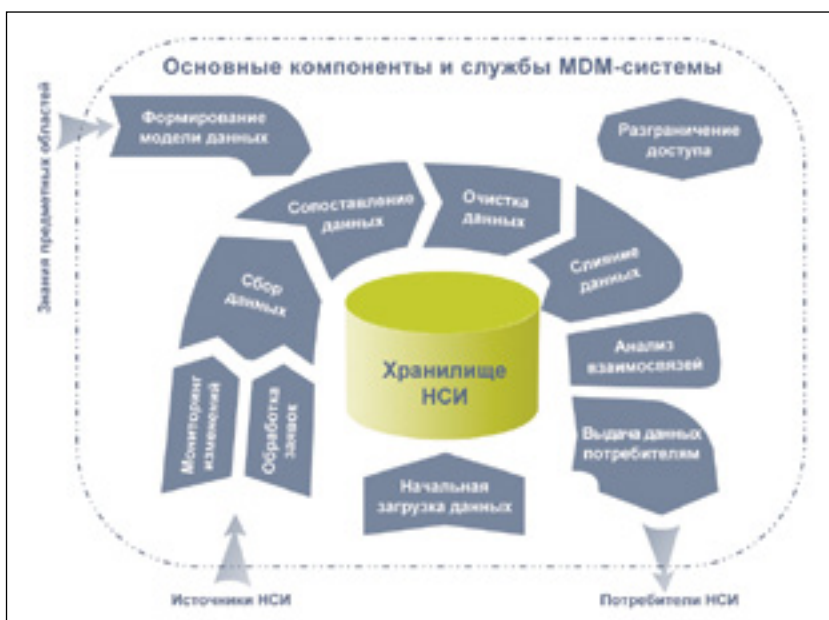 Основные компоненты и службы MDM-системы
Знания предметных областей
Формирование
модели данных
Разграничение
доступа
Сопоставление
данных
Очистка
данных
Слияние
данных
Сбор
данных
Анализ
взаимосвязей
Хранилище
НСИ
Мониторинг
изменений
Обработка
заявок
Выдача данных
потребителям
Начальная
загрузка данных
Источники НСИ
Потребители НСИ